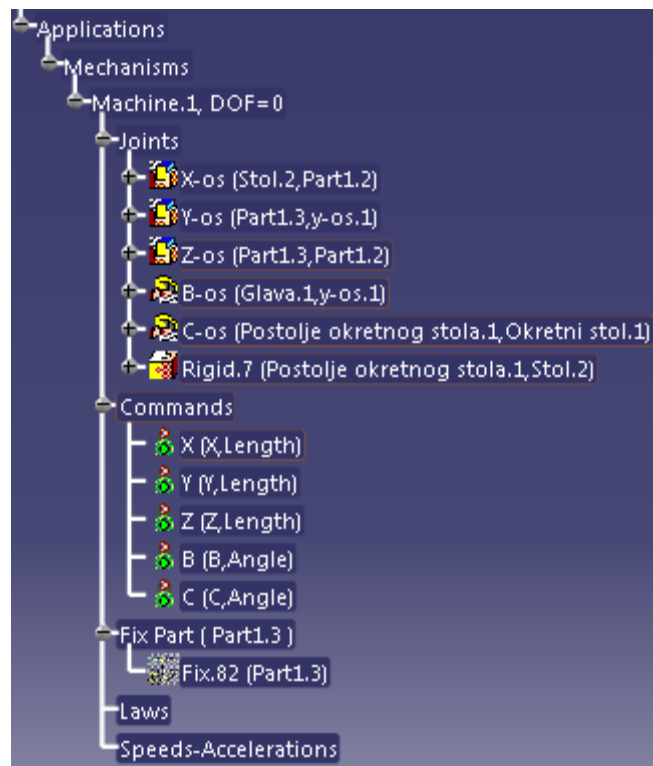 Applications
Mechanisms
Machine.1, DOF=0
Joints
X-os (Stol.2,Part1.2)
Y-os (Part1.3,y-os.1)
Z-os (Part1.3,Part1.2)
B-os (Glava.1,y-os.1)
C-os (Postolje okretnog stola.1,Okretni stol.1)
Rigid.7 (Postolje okretnog stola.1,Stol.2)
Commands
X (X,Length)
Y (Y,Length)
Z (Z,Length)
B (B,Angle)
C (C,Angle)
Fix Part ( Part1.3 )
Fix.82 (Part1.3)
Laws
Speeds-Accelerations